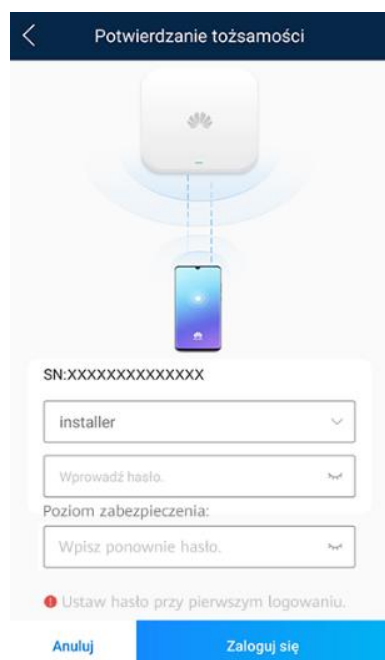 Potwierdzanie tożsamości
SN:XXXXXXXXXXXXXX
installer
Wprowadź hasło.
Poziom zabezpieczenia:
Wpisz ponownie hasło.
Ustaw hasło przy pierwszym logowaniu.
Anuluj
Zaloguj się